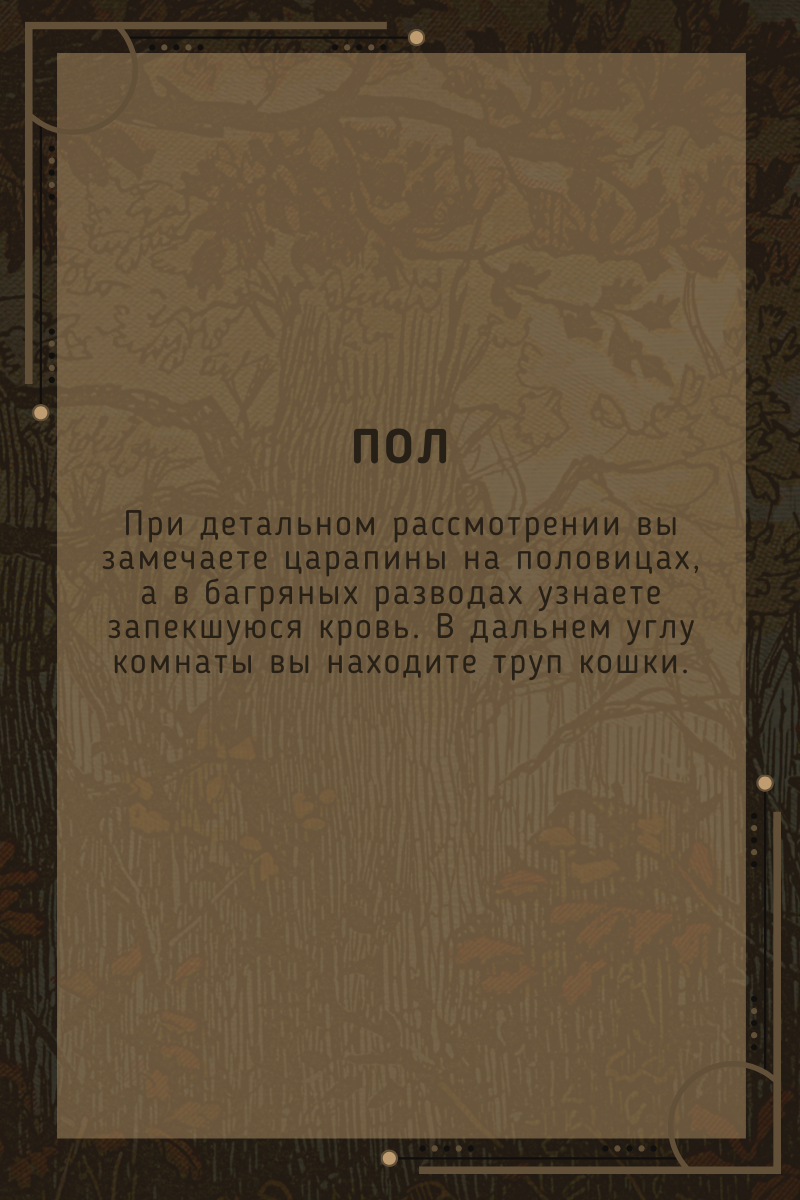 ПОЛ
При детальном рассмотрении вы
замечаете царапины на половицах,
а в багряных разводах узнаете
запекшуюся кровь. В дальнем углу
комнаты вы находите труп кошки.